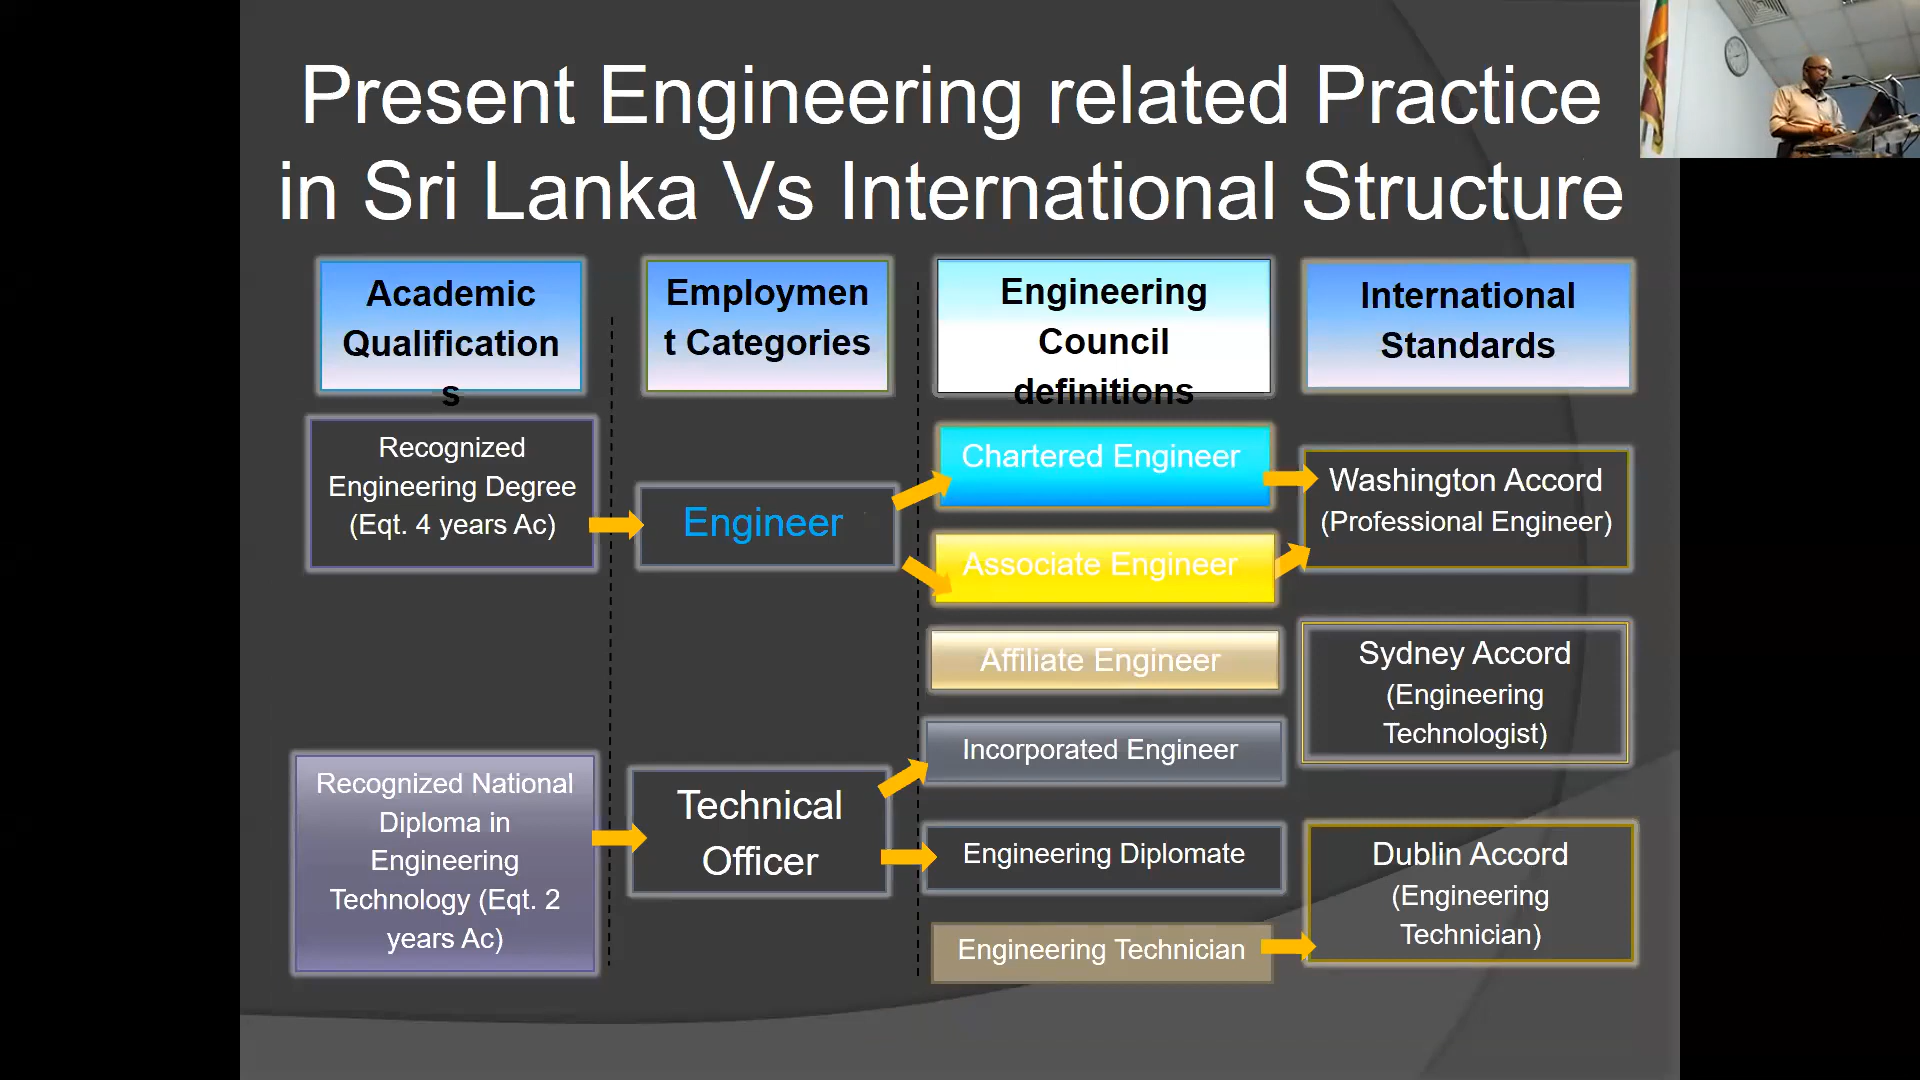 Present Engineering related Practice
in Sri Lanka Vs International Structure
Academic
Qualification
s
Employmen
t Categories
Engineering
Council
definitions
International
Standards
Recognized
Engineering Degree
(Eqt. 4 years Ac)
Engineer
Chartered Engineer
Associate Engineer
Washington Accord
(Professional Engineer)
Affiliate Engineer
Sydney Accord
(Engineering
Technologist)
Recognized National
Diploma in
Engineering
Technology (Eqt. 2
years Ac)
Technical
Officer
Incorporated Engineer
Engineering Diplomate
Engineering Technician
Dublin Accord
(Engineering
Technician)